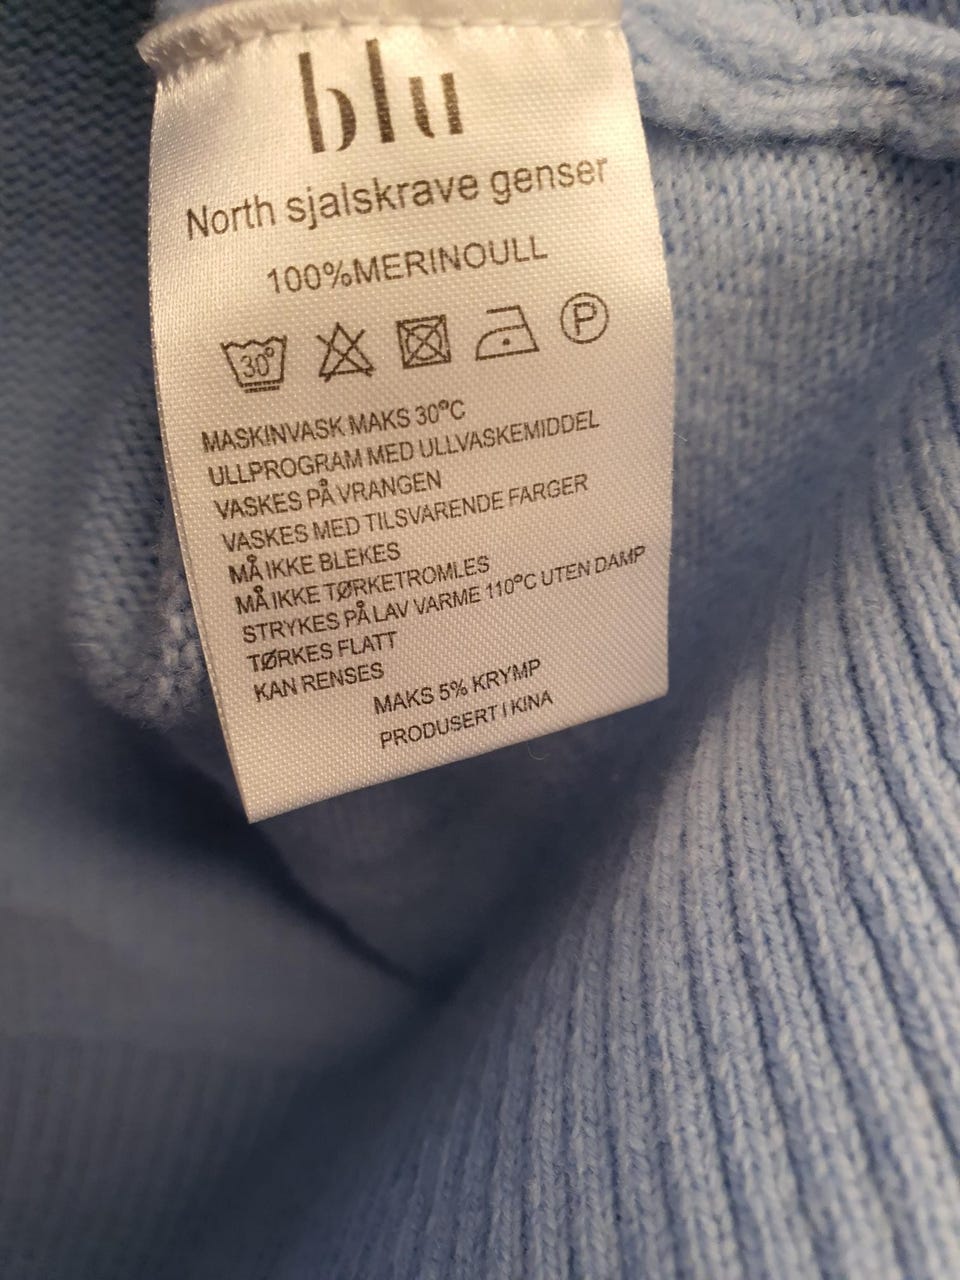 blu
North sjalskrave genser
100%MERINOULL
30° P
MASKINVASK MAKS 30°C
ULLPROGRAM MED ULLVASKEMIDDEL
VASKES PÅ VRANGEN
VASKES MED TILSVARENDE FARGER
MÅ IKKE BLEKES
MÅ IKKE TØRKETROMLES
STRYKES PÅ LAV VARME 110°C UTEN DAMP
TØRKES FLATT
KAN RENSES
MAKS 5% KRYMP
PRODUSERT I KINA